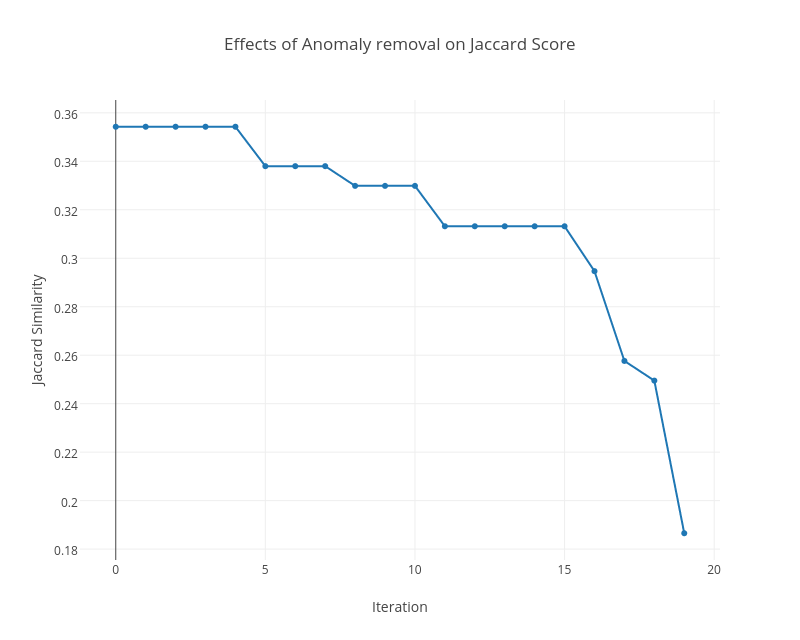 Effects of Anomaly removal on Jaccard Score
0.36
0.34
0.32
0.3
0.28
0.26
0.24
0.22
0.2
0.18
Jaccard Similarity
0 5 10 15 20
Iteration